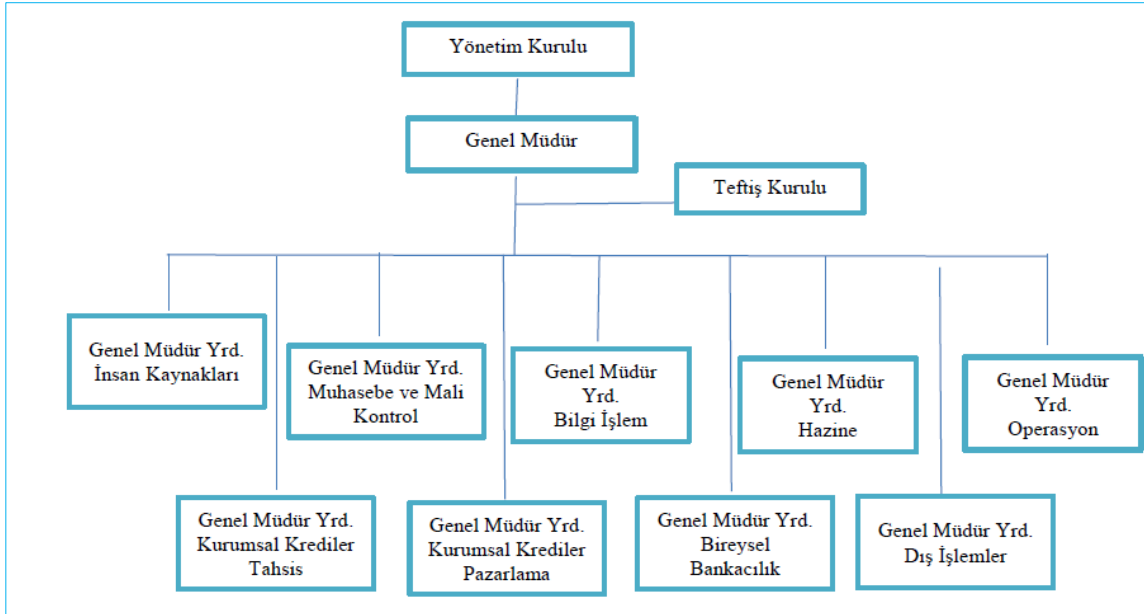 Yönetim Kurulu
Genel Müdür
Teftiş Kurulu
Genel Müdür Yrd.
İnsan Kaynakları
Genel Müdür Yrd.
Muhasebe ve Mali
Kontrol
Genel Müdür
Yrd.
Bilgi İşlem
Genel Müdür
Yrd.
Hazine
Genel Müdür
Yrd.
Operasyon
Genel Müdür Yrd.
Kurumsal Krediler
Tahsis
Genel Müdür Yrd.
Kurumsal Krediler
Pazarlama
Genel Müdür Yrd.
Bireysel
Bankacılık
Genel Müdür Yrd.
Dış İşlemler